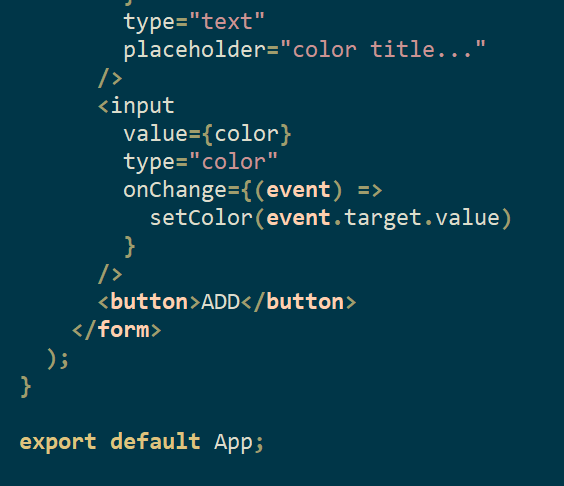 }
type="text"
placeholder="color title..."
/>
<input
value={color}
type="color"
onChange={(event) =>
setColor(event.target.value)
}
/>
<button>ADD</button>
</form>
);
}
export default App;